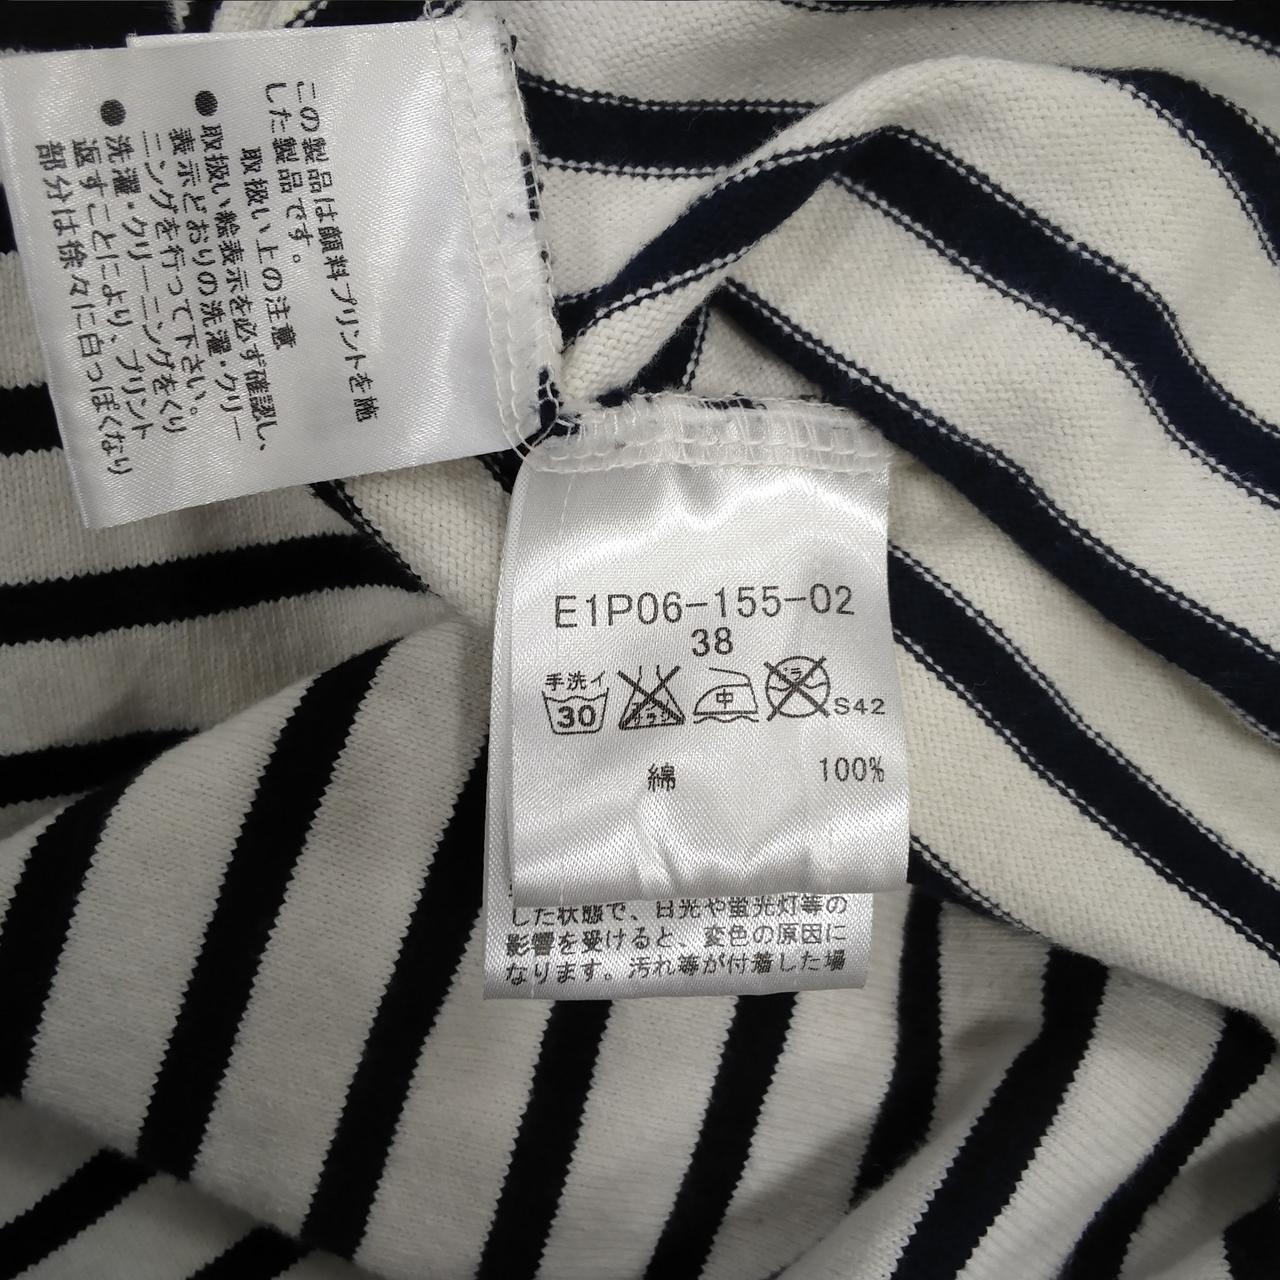 この製品は顔料プリントを施
した製品です。
取扱い上の注意
●取扱い絵表示を必ず確認し、
表示どおりの洗濯・クリー
ニングを行って下さい。
●洗濯・クリーニングをくり
返すことにより、プリント
部分は徐々に白っぽくなり
E1P06-155-02
38
手洗イ
30
中
S42
綿 100%
した状態で、日光や蛍光灯等の
影響を受けると、変色の原因に
なります。汚れ等が付着した場